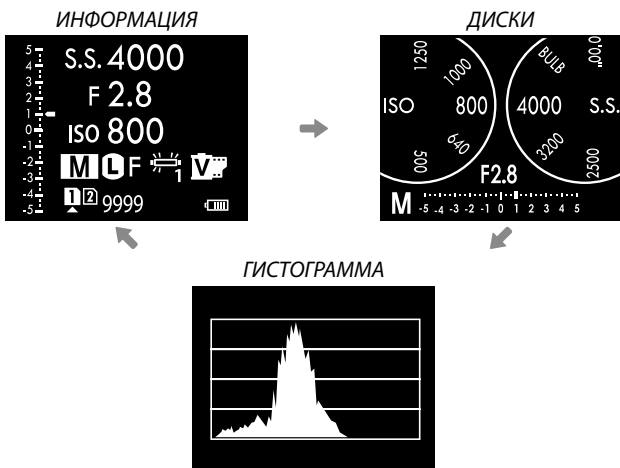 ИНФОРМАЦИЯ
5
4
3
2
1
0
-1
-2
-3
-4
-5
S.S. 4000
F 2.8
ISO 800
M L F 1 V
1 2 9999
ДИСКИ
1250 1000 BULB
ISO 800 4000 S.S.
500 640 3200 2500
F2.8
M -5 -4 -3 -2 -1 0 1 2 3 4 5
ГИСТОГРАММА